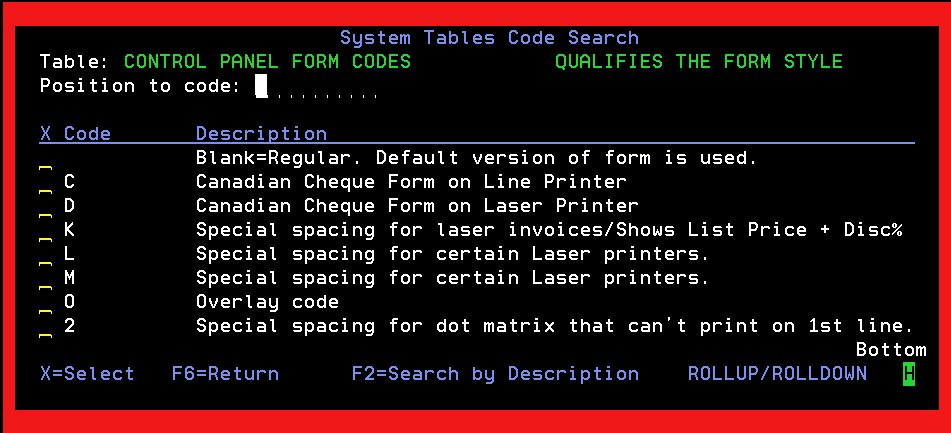 System Tables Code Search
Table: CONTROL PANEL FORM CODES QUALIFIES THE FORM STYLE
Position to code: . . . . . . . . . .
X Code Description
_ Blank=Regular. Default version of form is used.
_ C Canadian Cheque Form on Line Printer
_ D Canadian Cheque Form on Laser Printer
_ K Special spacing for laser invoices/Shows List Price + Disc%
_ L Special spacing for certain Laser printers.
_ M Special spacing for certain Laser printers.
_ O Overlay code
_ 2 Special spacing for dot matrix that can't print on 1st line.
Bottom
X=Select F6=Return F2=Search by Description ROLLUP/ROLLDOWN H